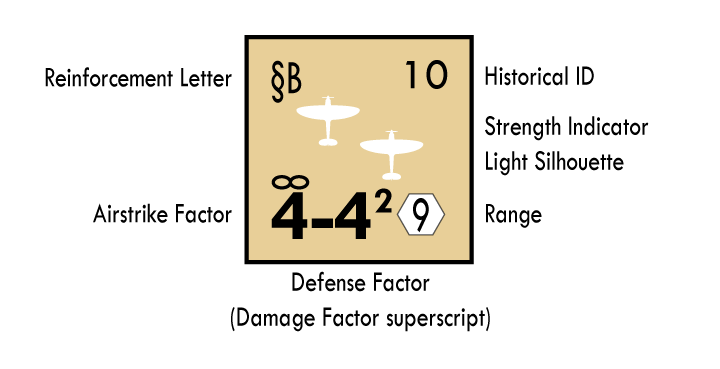 Reinforcement Letter
§B
10
Historical ID
Strength Indicator
Light Silhouette
∞
Airstrike Factor
4-4²
9
Range
Defense Factor
(Damage Factor superscript)